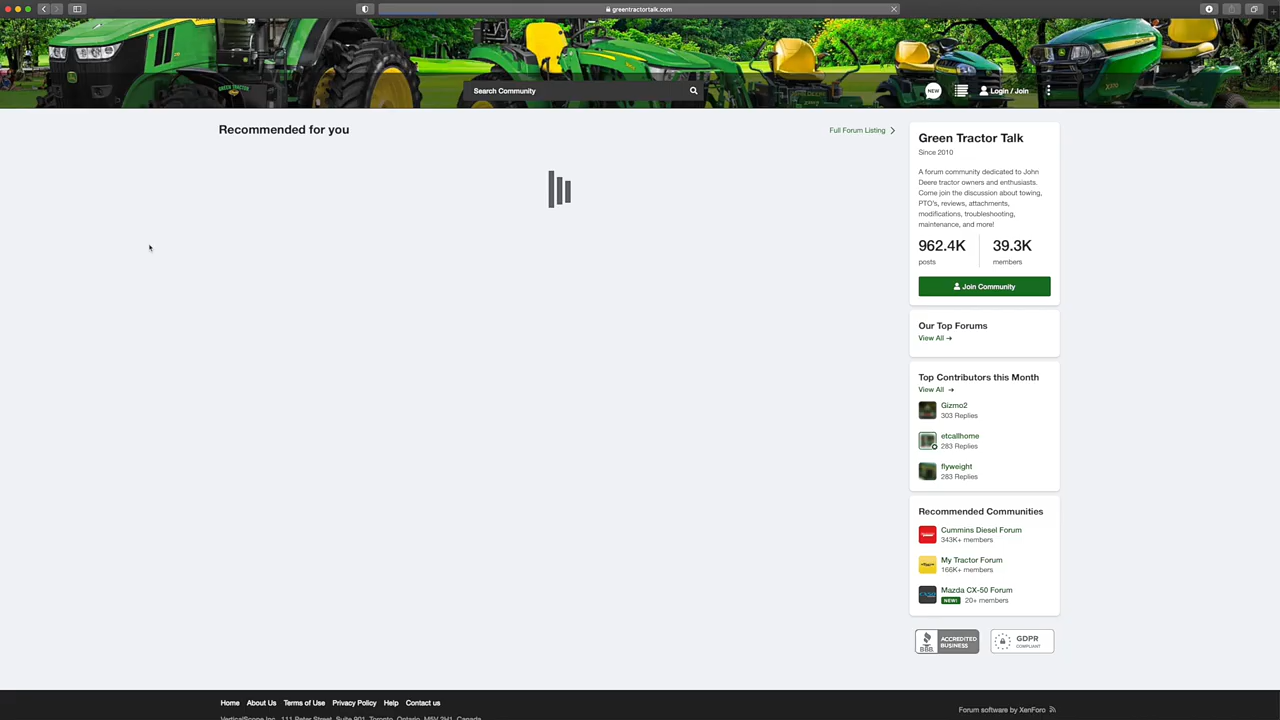 greentractortalk.com
GREEN TRACTOR
Search Community
NEW
Login / Join
Recommended for you
Full Forum Listing
Green Tractor Talk
Since 2010
A forum community dedicated to John
Deere tractor owners and enthusiasts.
Come join the discussion about towing,
PTO's, reviews, attachments,
modifications, troubleshooting,
maintenance, and more!
962.4K
posts
39.3K
members
Join Community
Our Top Forums
View All →
Top Contributors this Month
View All →
Gizmo2
303 Replies
etcallhome
283 Replies
flyweight
283 Replies
Recommended Communities
Cummins Diesel Forum
343K+ members
My Tractor Forum
166K+ members
Mazda CX-50 Forum
NEW! 20+ members
BBB
ACCREDITED
BUSINESS
GDPR
COMPLIANT
Home About Us Terms of Use Privacy Policy Help Contact us
VerticalScope Inc., 111 Peter Street, Suite 901, Toronto, Ontario, M5V 2H1, Canada
Forum software by XenForo